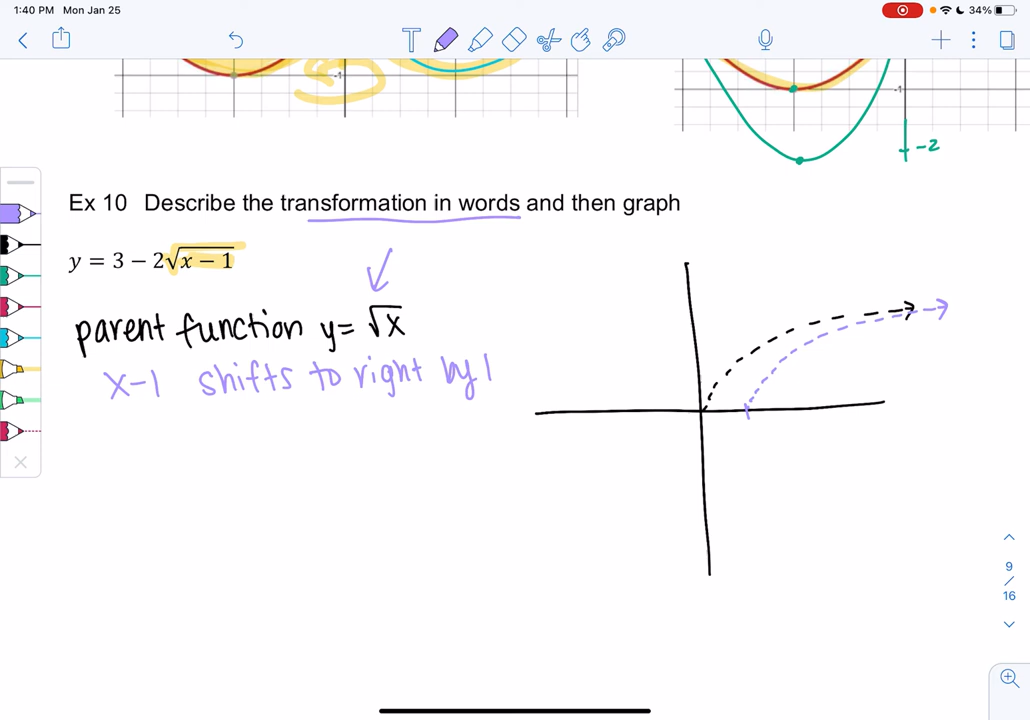 1:40 PM Mon Jan 25
34%
T
-1
-1
-2
Ex 10 Describe the transformation in words and then graph
y = 3 − 2√x − 1
parent function y= √x
x-1 shifts to right by 1
9
/
16